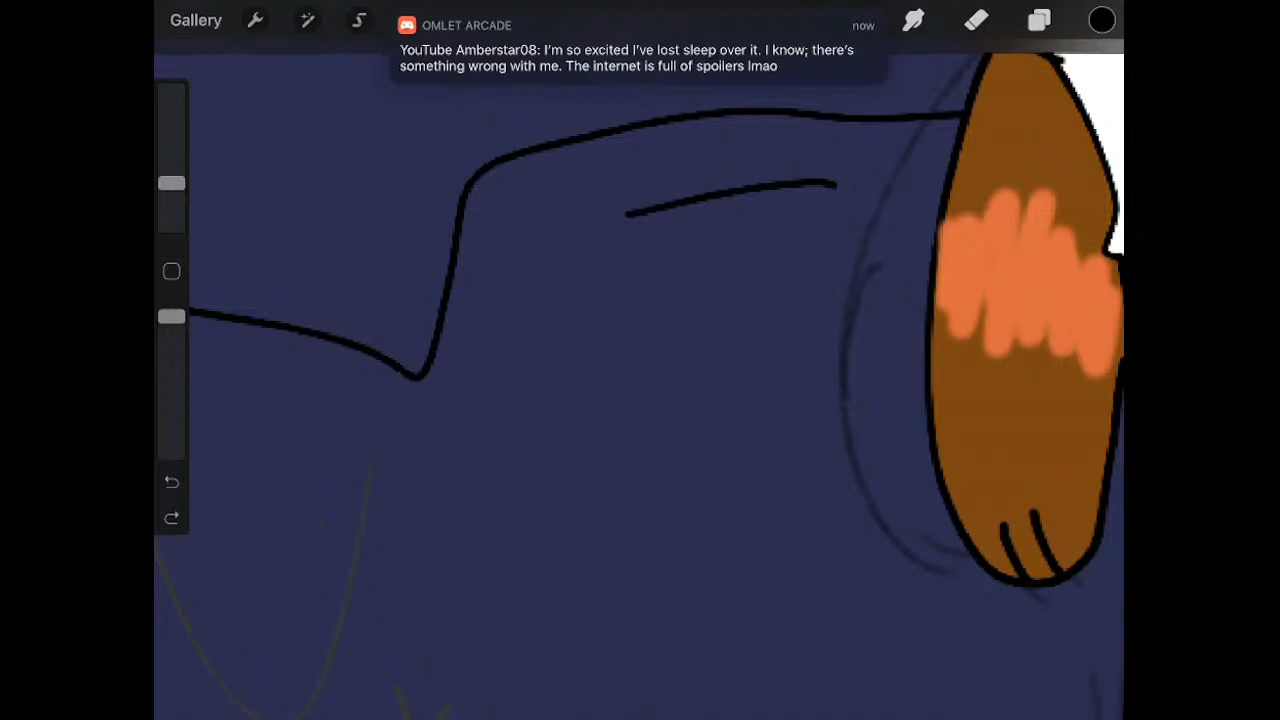 Gallery
OMLET ARCADE
now
YouTube Amberstar08: I'm so excited I've lost sleep over it. I know; there's
something wrong with me. The internet is full of spoilers lmao